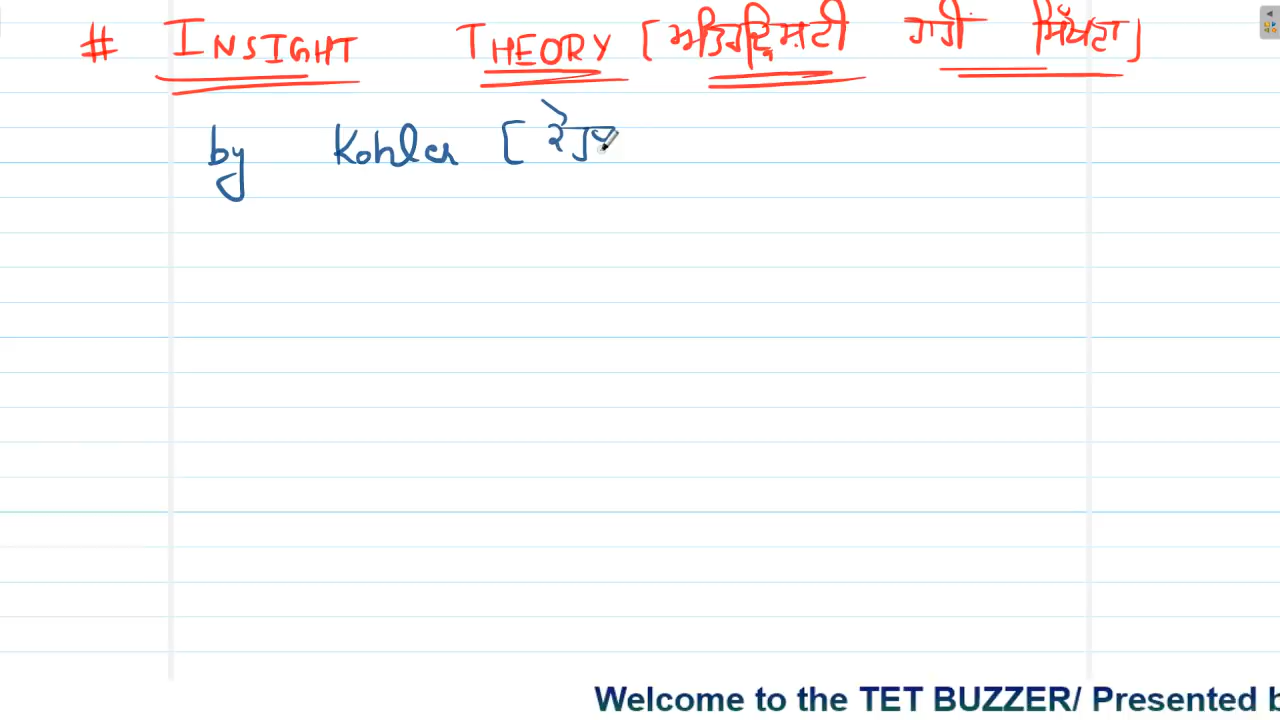 # INSIGHT THEORY [ਅੰਤਰਦ੍ਰਿਸ਼ਟੀ ਰਾਹੀਂ ਸਿੱਖਣਾ]
by Kohler [
Welcome to the TET BUZZER/ Presented b